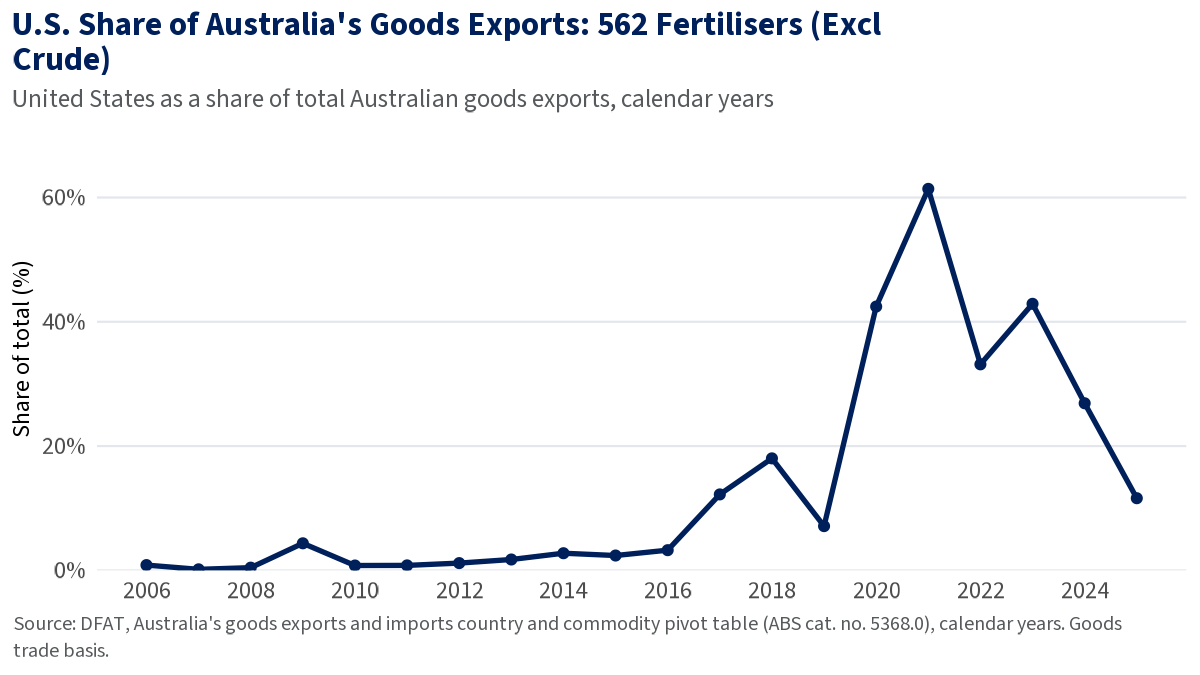 U.S. Share of Australia's Goods Exports: 562 Fertilisers (Excl
Crude)
United States as a share of total Australian goods exports, calendar years
Share of total (%)
60%
40%
20%
0%
2006 2008 2010 2012 2014 2016 2018 2020 2022 2024
Source: DFAT, Australia's goods exports and imports country and commodity pivot table (ABS cat. no. 5368.0), calendar years. Goods
trade basis.